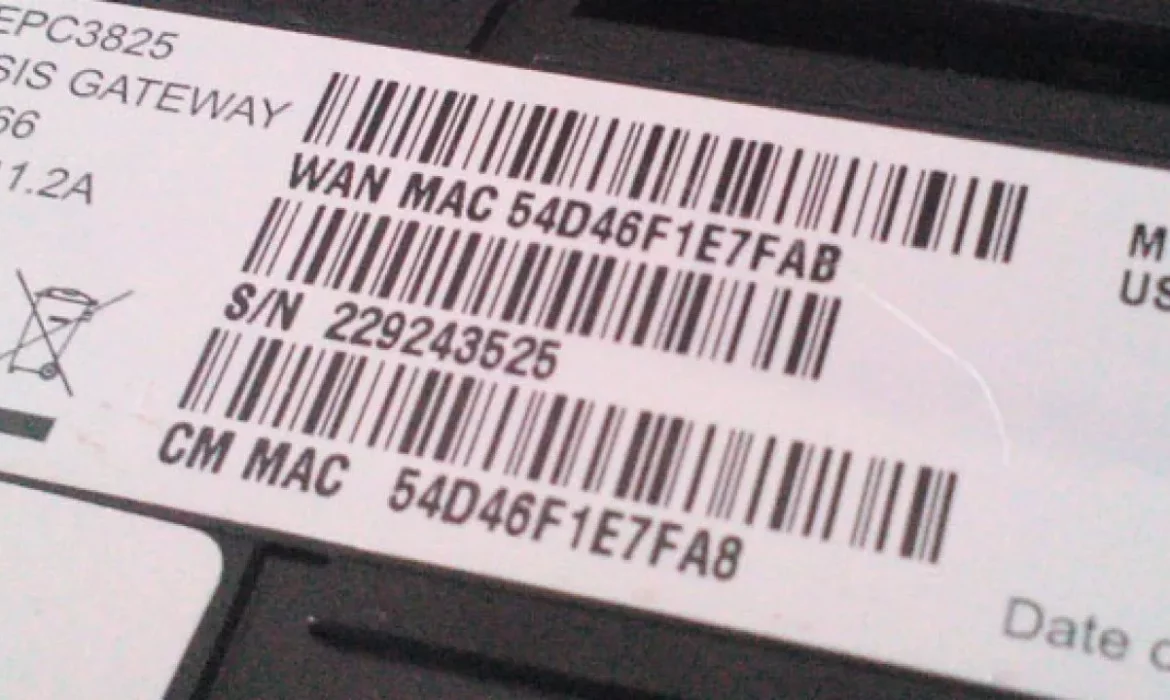 EPC3825
SIS GATEWAY
66
1.2A
WAN MAC 54D46F1E7FAB
S/N 229243525
CM MAC 54D46F1E7FA8
M
US
Date o